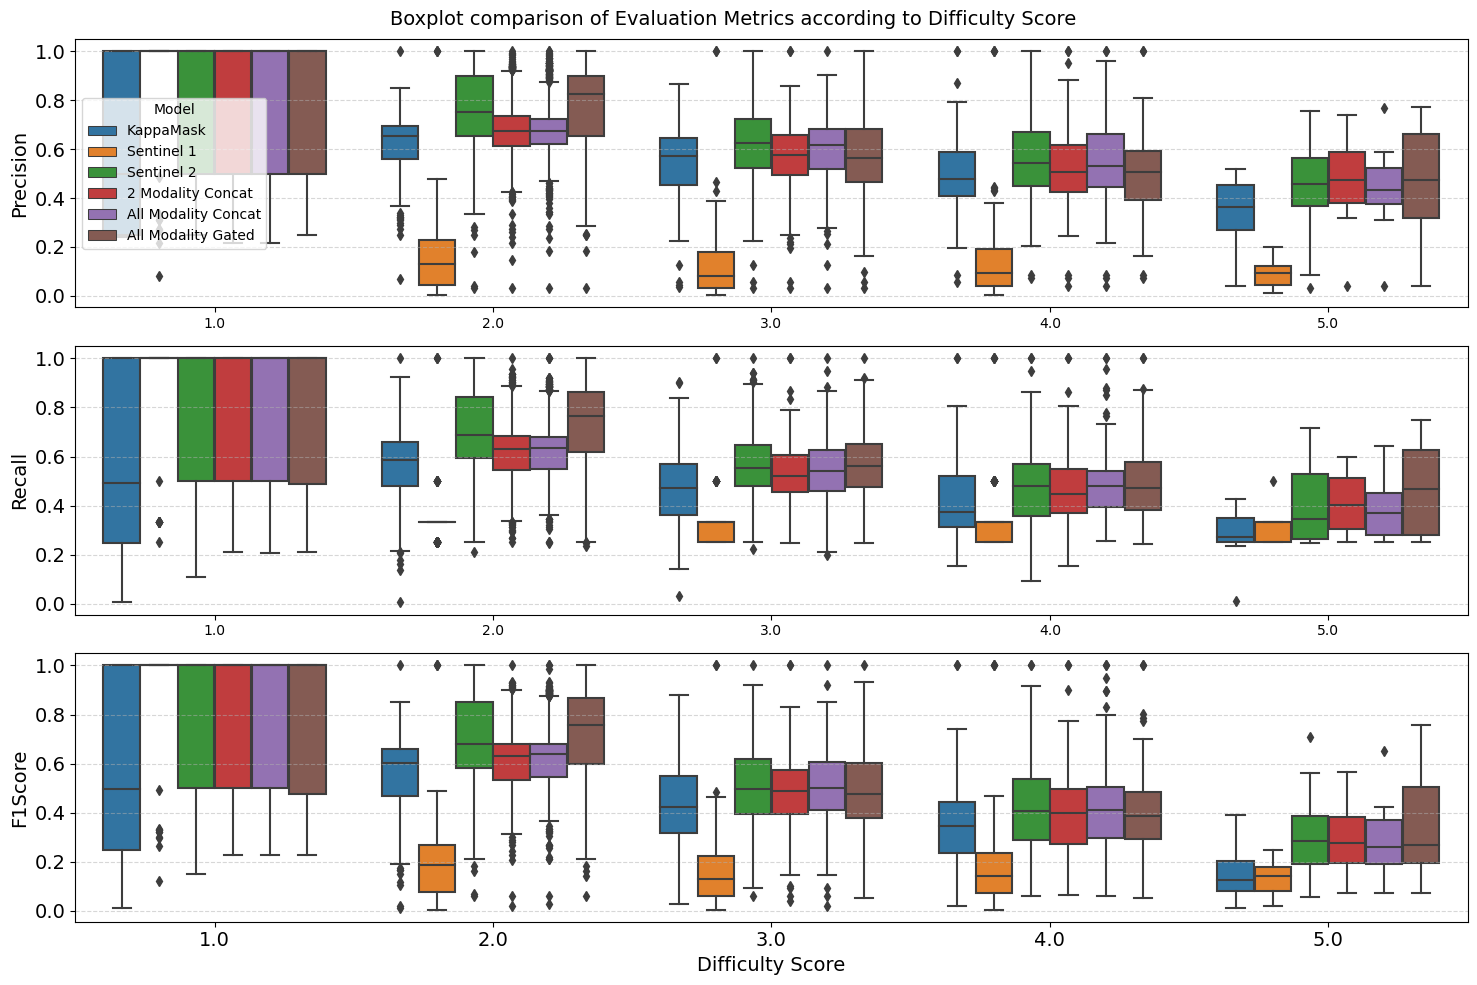 Boxplot comparison of Evaluation Metrics according to Difficulty Score
Precision
1.0
0.8
0.6
0.4
0.2
0.0
Model
KappaMask
Sentinel 1
Sentinel 2
2 Modality Concat
All Modality Concat
All Modality Gated
1.0 2.0 3.0 4.0 5.0
Recall
1.0
0.8
0.6
0.4
0.2
0.0
1.0 2.0 3.0 4.0 5.0
F1Score
1.0
0.8
0.6
0.4
0.2
0.0
1.0 2.0 3.0 4.0 5.0
Difficulty Score